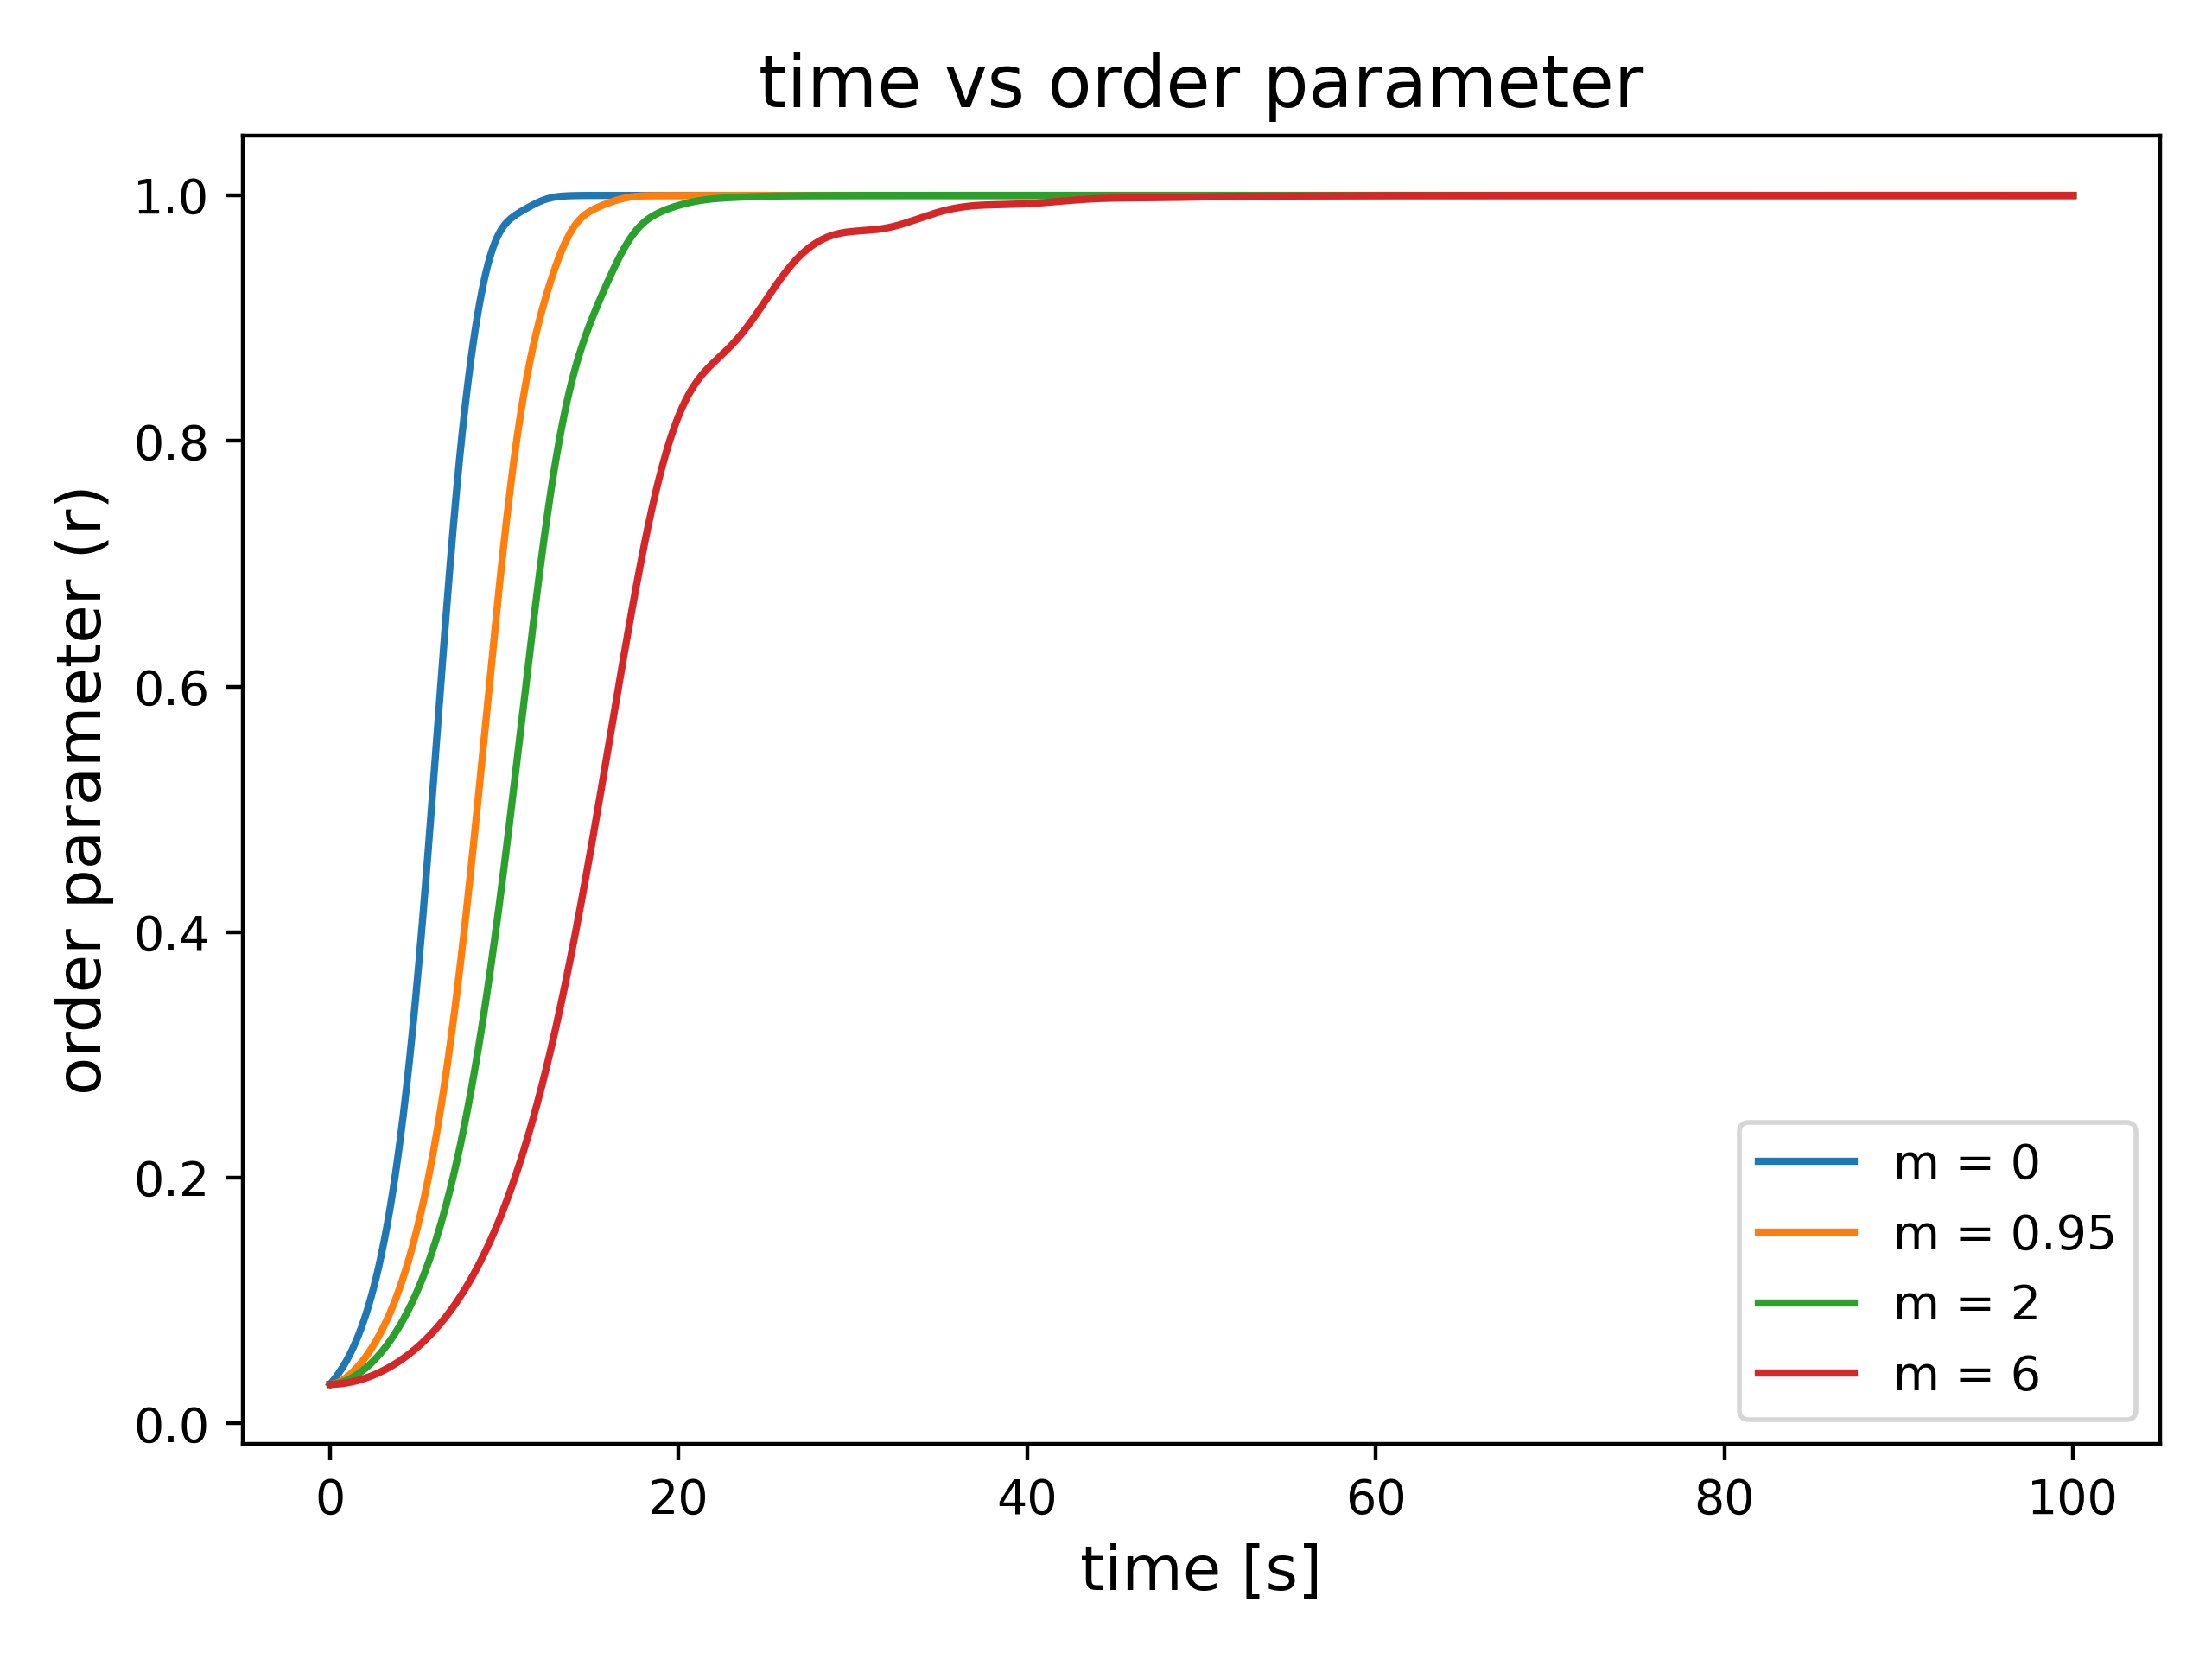 time vs order parameter
order parameter (r)
1.0
0.8
0.6
0.4
0.2
0.0
0 20 40 60 80 100
time [s]
m = 0
m = 0.95
m = 2
m = 6